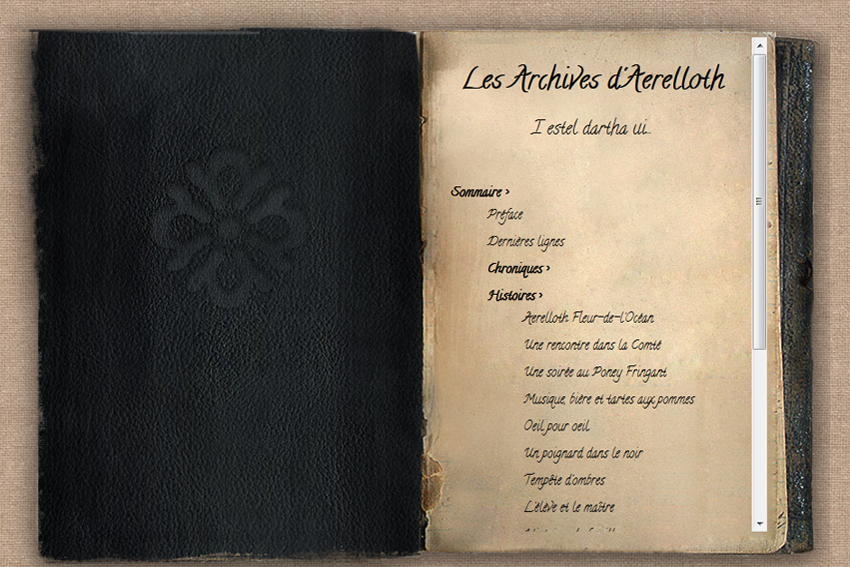 Les Archives d'Aerelloth
I estel dartha ui...
Sommaire >
Préface
Dernières lignes
Chroniques >
Histoires >
Aerelloth Fleur-de-l'Océan
Une rencontre dans la Comté
Une soirée au Poney Fringant
Musique, bière et tartes aux pommes
Oeil pour oeil
Un poignard dans le noir
Tempête d'ombres
L'élève et le maître